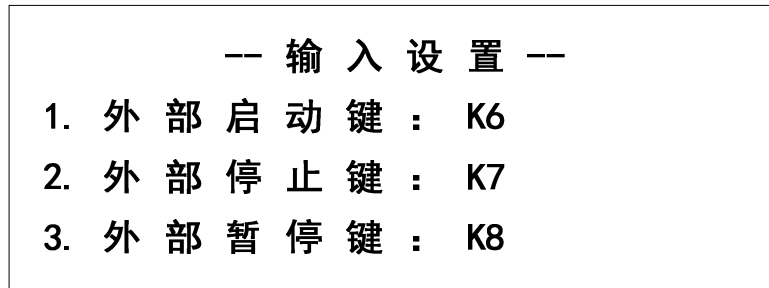 -- 输 入 设 置 --
1. 外 部 启 动 键 : K6
2. 外 部 停 止 键 : K7
3. 外 部 暂 停 键 : K8